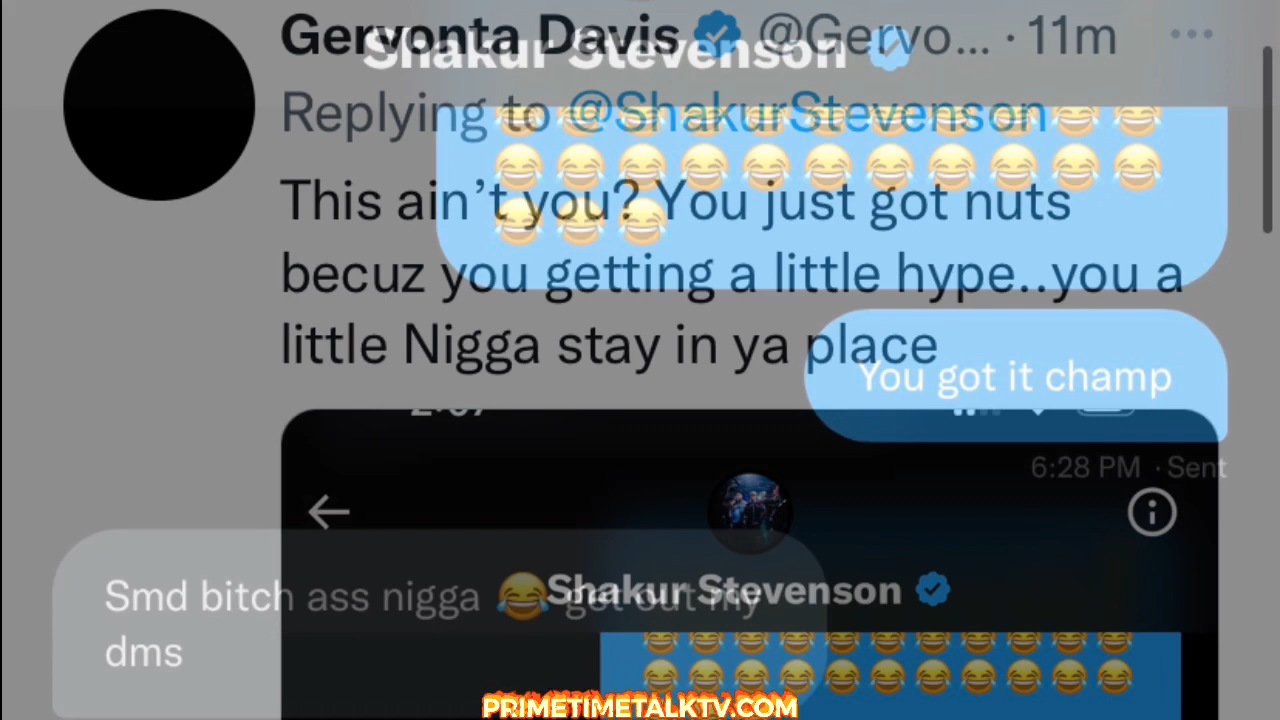 Gervonta Davis @Gervo... · 11m
Shakur Stevenson
Replying to @ShakurStevenson
😂😂😂😂😂😂😂😂😂😂😂
😂😂😂😂😂😂😂😂😂😂😂
This ain't you? You just got nuts
😂😂😂
becuz you getting a little hype..you a
little Nigga stay in ya place
You got it champ
6:28 PM · Sent
Smd bitch ass nigga 😂 get out my
dms
Shakur Stevenson
😂😂😂😂😂😂😂😂😂😂😂
😂😂😂😂😂😂😂😂😂😂😂
PRIMETIMETALKTV.COM